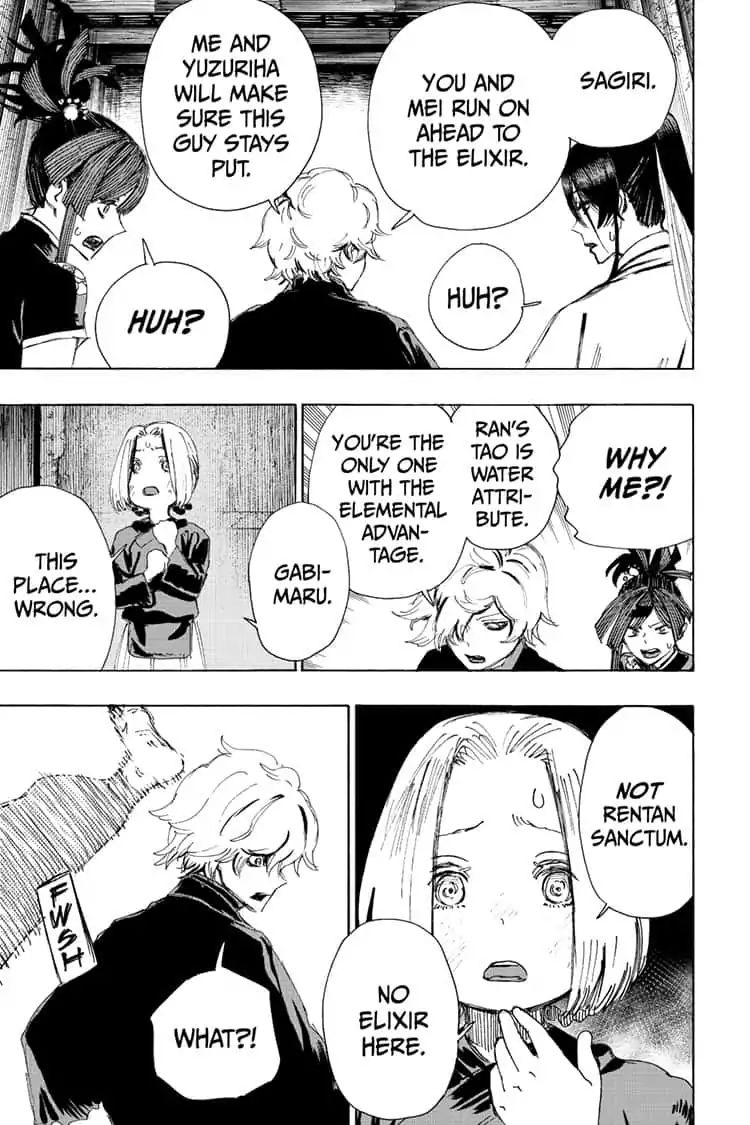 SAGIRI.
YOU AND
MEI RUN ON
AHEAD TO
THE ELIXIR.
ME AND
YUZURIHA
WILL MAKE
SURE THIS
GUY STAYS
PUT.
HUH?
HUH?
WHY
ME?!
RAN'S
TAO IS
WATER
ATTRI-
BUTE.
YOU'RE THE
ONLY ONE
WITH THE
ELEMENTAL
ADVAN-
TAGE.
GABI-
MARU.
THIS
PLACE...
WRONG.
NOT
RENTAN
SANCTUM.
NO
ELIXIR
HERE.
WHAT?!
FWSH